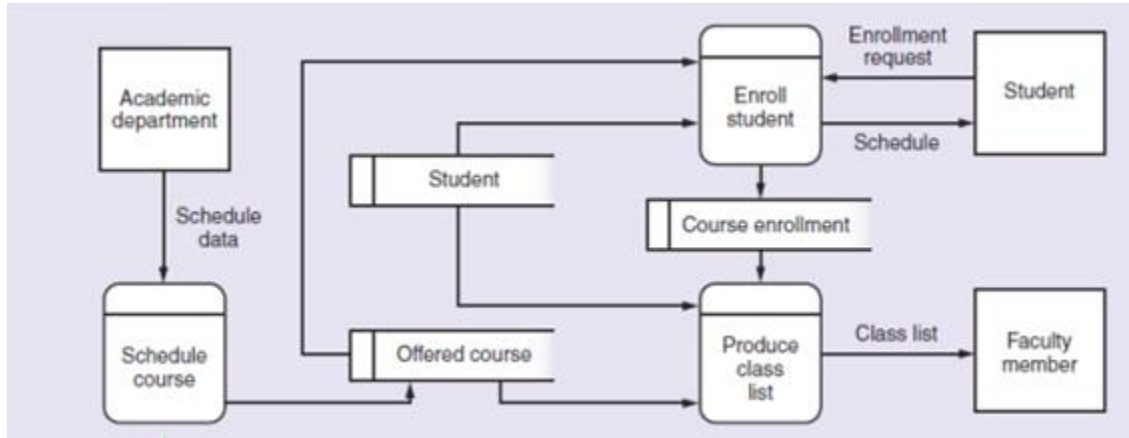 Academic
department
Schedule
data
Schedule
course
Student
Offered course
Enroll
student
Enrollment
request
Schedule
Student
Course enrollment
Produce
class
list
Class list
Faculty
member